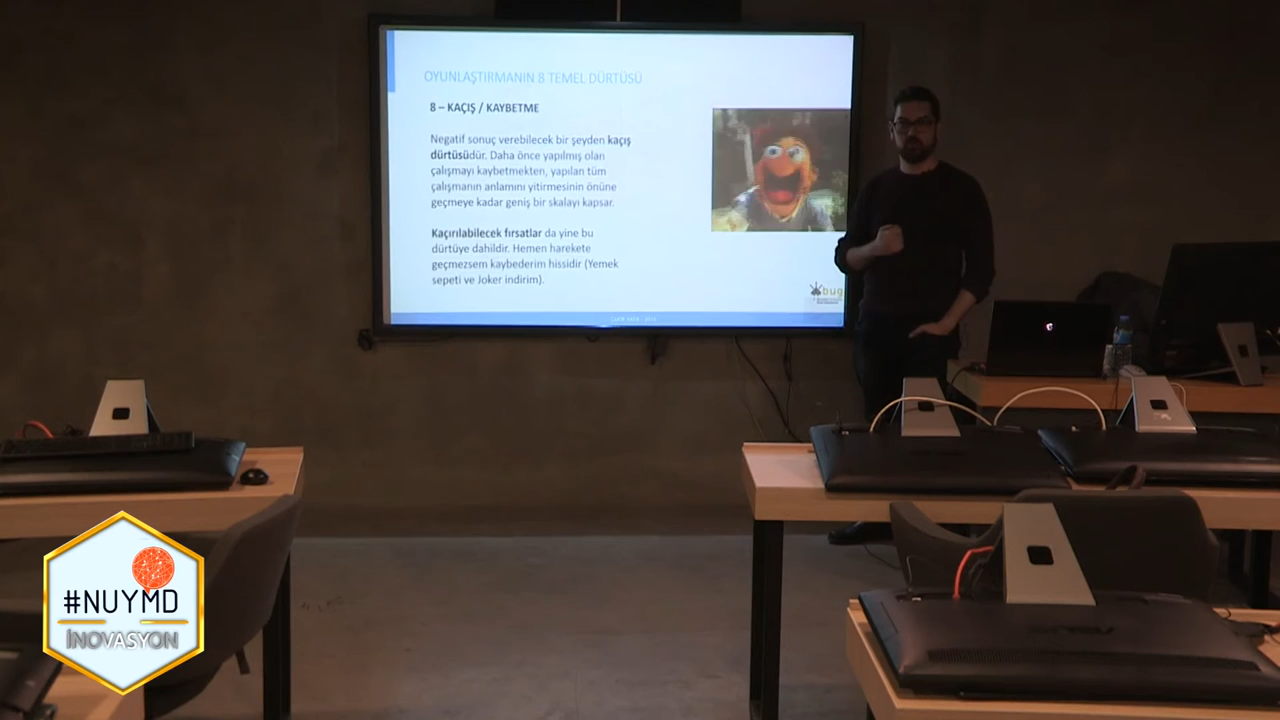 OYUNLAŞTIRMANIN 8 TEMEL DÜRTÜSÜ
8 – KAÇIŞ / KAYBETME
Negatif sonuç verebilecek bir şeyden kaçış
dürtüsüdür. Daha önce yapılmış olan
çalışmayı kaybetmekten, yapılan tüm
çalışmanın anlamını yitirmesinin önüne
geçmeye kadar geniş bir skalayı kapsar.
Kaçırılabilecek fırsatlar da yine bu
dürtüye dahildir. Hemen harekete
geçmezsem kaybederim hissidir (Yemek
sepeti ve Joker indirim).
bug
#NUYMD
İNOVASYON